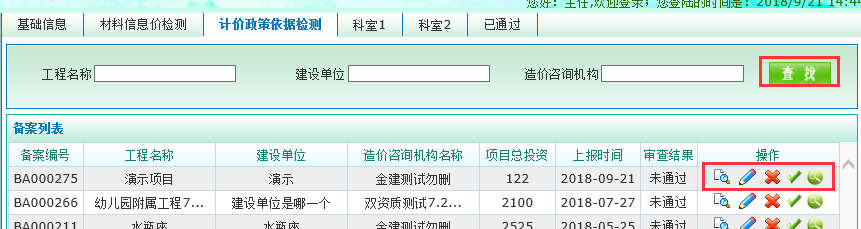 您好：主任,欢迎登录；您登陆的时间是：2018/9/21 14:44
基础信息 材料信息价检测 计价政策依据检测 科室1 科室2 已通过
工程名称 建设单位 造价咨询机构 查 找
备案列表
备案编号 工程名称 建设单位 造价咨询机构名称 项目总投资 上报时间 审查结果 操作
BA000275 演示项目 演示 金建测试勿删 122 2018-09-21 未通过
BA000266 幼儿园附属工程7... 建设单位是哪一个 双资质测试7.2... 2100 2018-07-27 未通过
BA000211 水瓶座 水瓶座 金建测试勿删 2525 2018-05-25 未通过